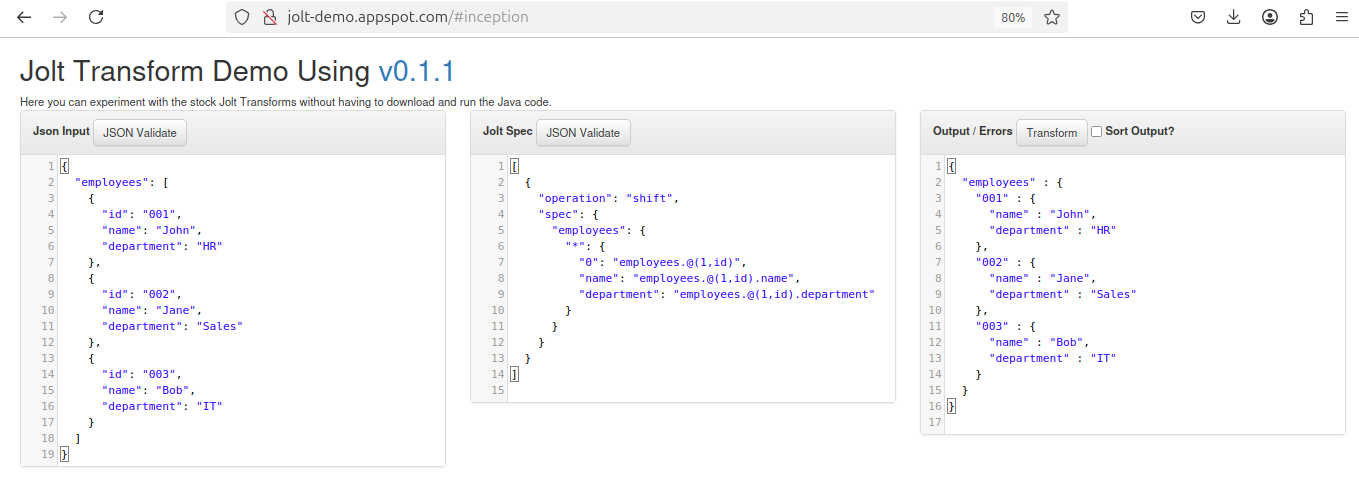 jolt-demo.appspot.com/#inception
80%
Jolt Transform Demo Using v0.1.1
Here you can experiment with the stock Jolt Transforms without having to download and run the Java code.
Json Input JSON Validate
1 {
2 "employees": [
3 {
4 "id": "001",
5 "name": "John",
6 "department": "HR"
7 },
8 {
9 "id": "002",
10 "name": "Jane",
11 "department": "Sales"
12 },
13 {
14 "id": "003",
15 "name": "Bob",
16 "department": "IT"
17 }
18 ]
19 }
Jolt Spec JSON Validate
1 [
2 {
3 "operation": "shift",
4 "spec": {
5 "employees": {
6 "*": {
7 "0": "employees.@(1,id)",
8 "name": "employees.@(1,id).name",
9 "department": "employees.@(1,id).department"
10 }
11 }
12 }
13 }
14 ]
15
Output / Errors Transform Sort Output?
1 {
2 "employees" : {
3 "001" : {
4 "name" : "John",
5 "department" : "HR"
6 },
7 "002" : {
8 "name" : "Jane",
9 "department" : "Sales"
10 },
11 "003" : {
12 "name" : "Bob",
13 "department" : "IT"
14 }
15 }
16 }
17